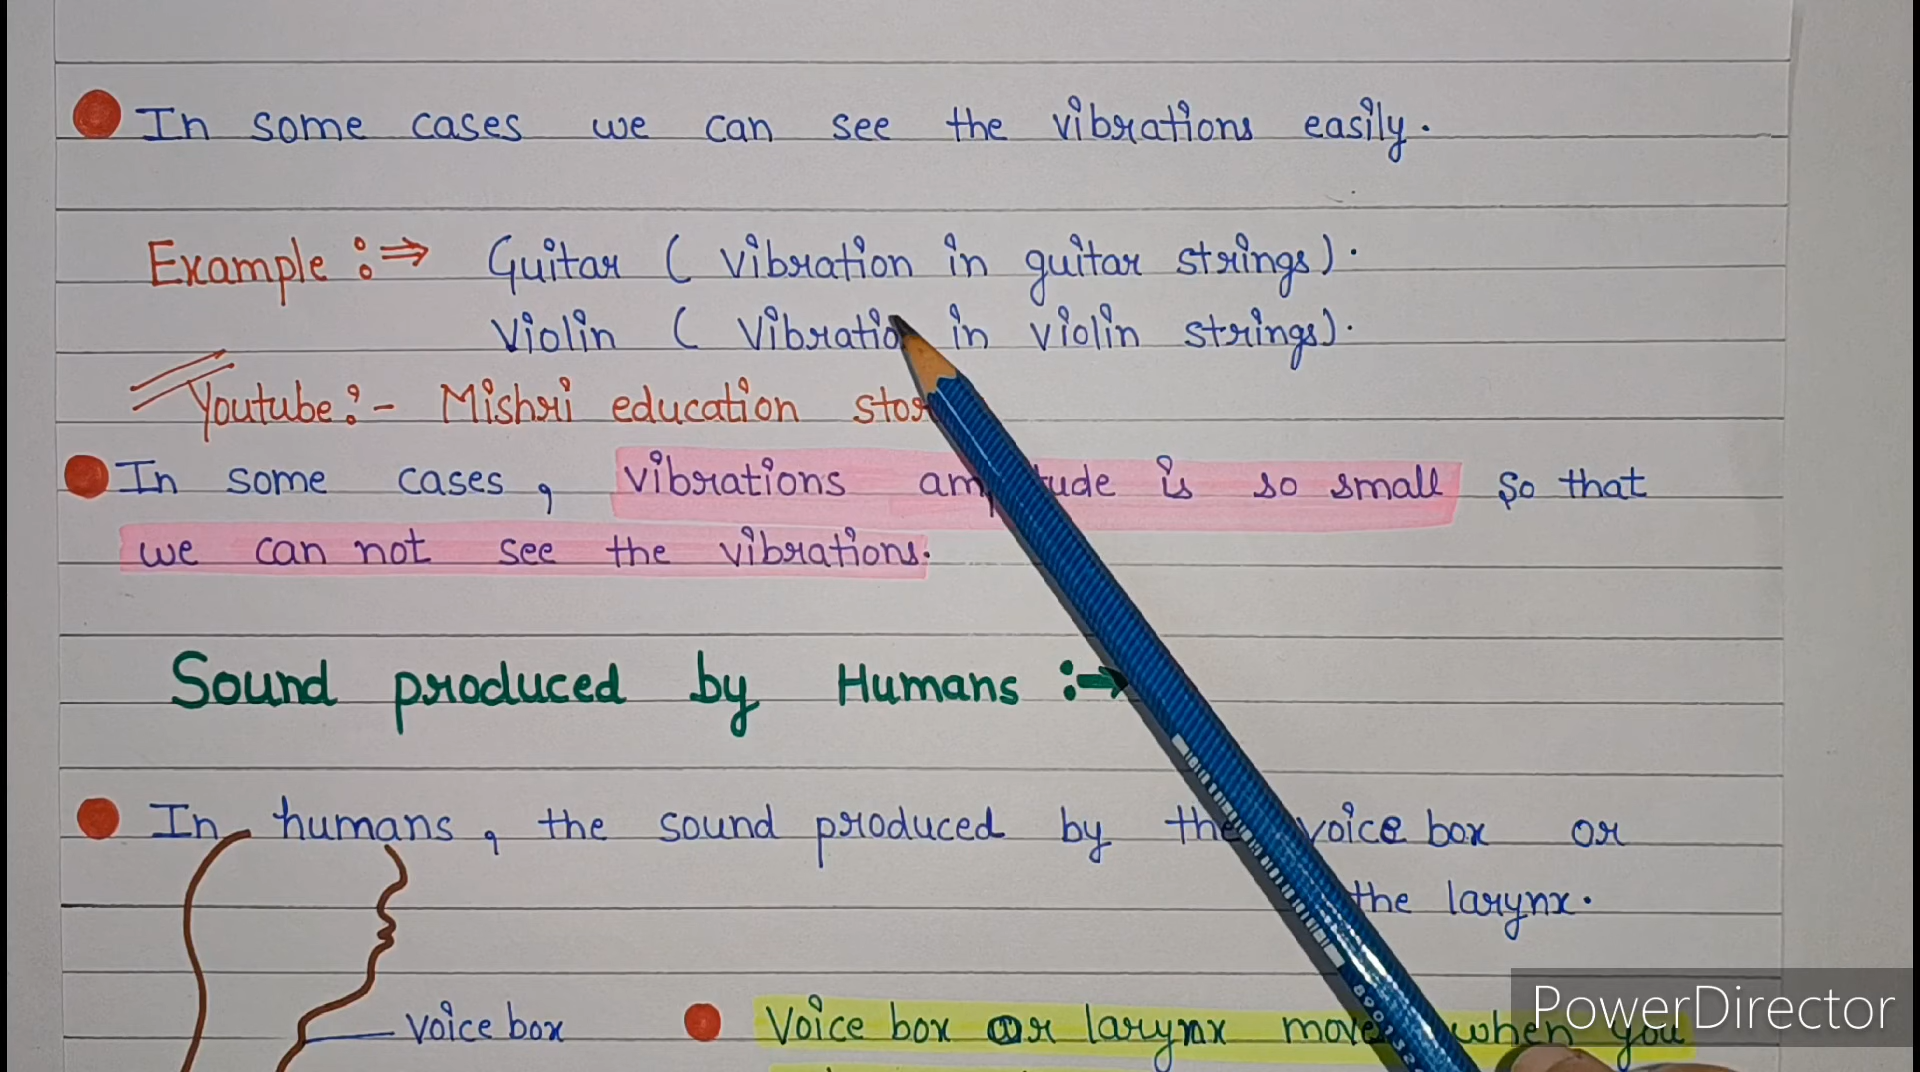 In some cases we can see the vibrations easily.
Example :⇒ Guitar ( vibration in guitar strings).
Violin ( Vibratio in violin strings).
Youtube:- Mishri education sto
In some cases, vibrations am tude is so small so that
we can not see the vibrations.
Sound produced by Humans :→
In humans, the sound produced by the voice box or
the larynx.
voice box
Voice box or larynx move when you
PowerDirector